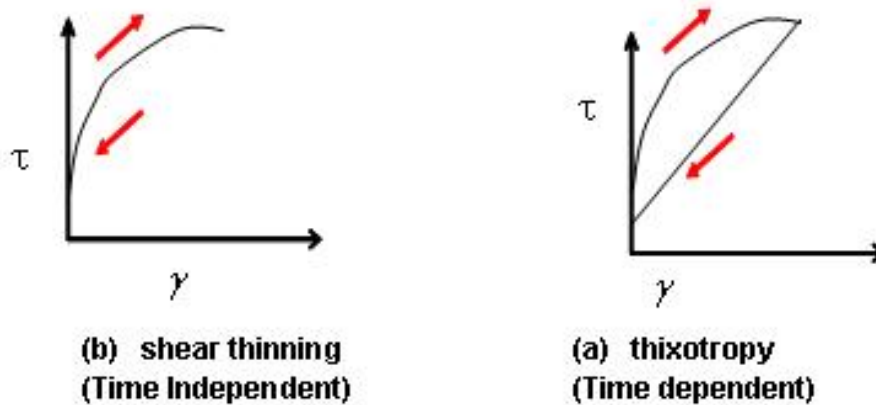 τ
γ
(b) shear thinning
(Time Independent)
τ
γ
(a) thixotropy
(Time dependent)